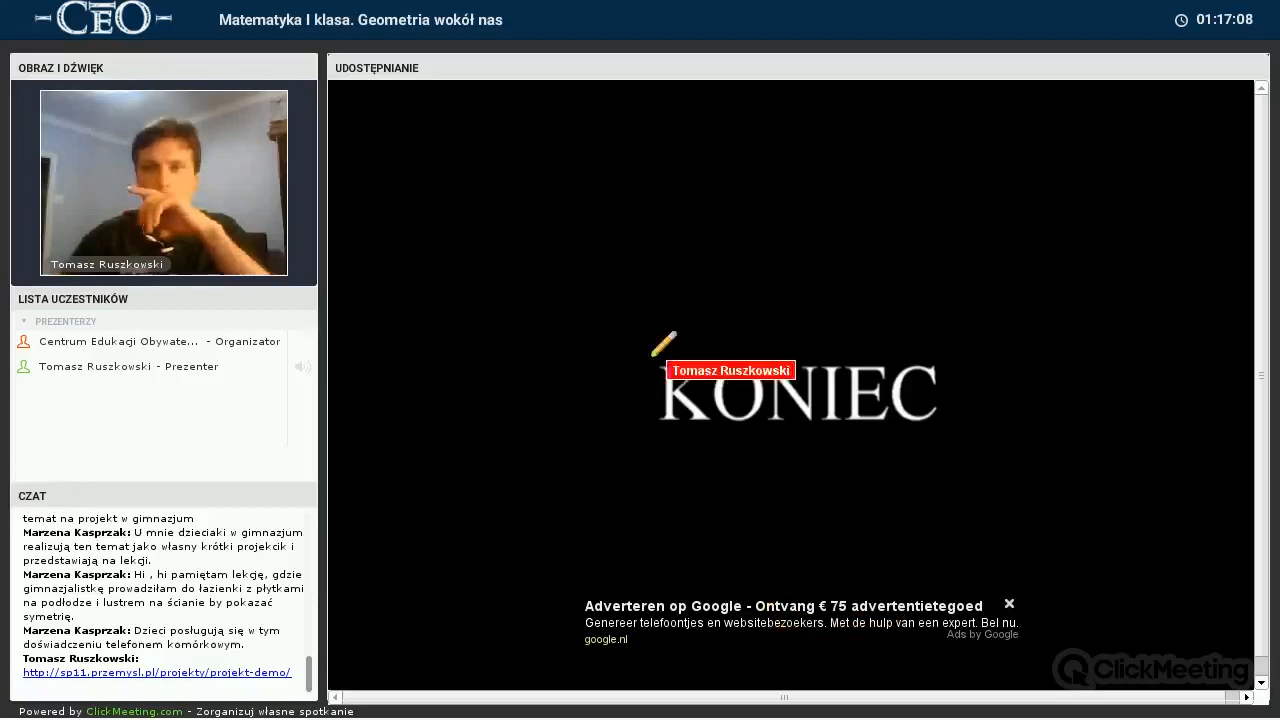 CEO
Matematyka I klasa. Geometria wokół nas
01:17:08
OBRAZ I DŹWIĘK
Tomasz Ruszkowski
LISTA UCZESTNIKÓW
PREZENTERZY
Centrum Edukacji Obywate... - Organizator
Tomasz Ruszkowski - Prezenter
CZAT
temat na projekt w gimnazjum
Marzena Kasprzak: U mnie dzieciaki w gimnazjum
realizują ten temat jako własny krótki projekcik i
przedstawiają na lekcji.
Marzena Kasprzak: Hi , hi pamiętam lekcję, gdzie
gimnazjalistkę prowadziłam do łazienki z płytkami
na podłodze i lustrem na ścianie by pokazać
symetrię.
Marzena Kasprzak: Dzieci posługują się w tym
doświadczeniu telefonem komórkowym.
Tomasz Ruszkowski:
http://sp11.przemysl.pl/projekty/projekt-demo/
Powered by ClickMeeting.com - Zorganizuj własne spotkanie
UDOSTĘPNIANIE
Tomasz Ruszkowski
KONIEC
Adverteren op Google - Ontvang € 75 advertentietegoed
Genereer telefoontjes en websitebezoekers. Met de hulp van een expert. Bel nu.
google.nl
Ads by Google
ClickMeeting